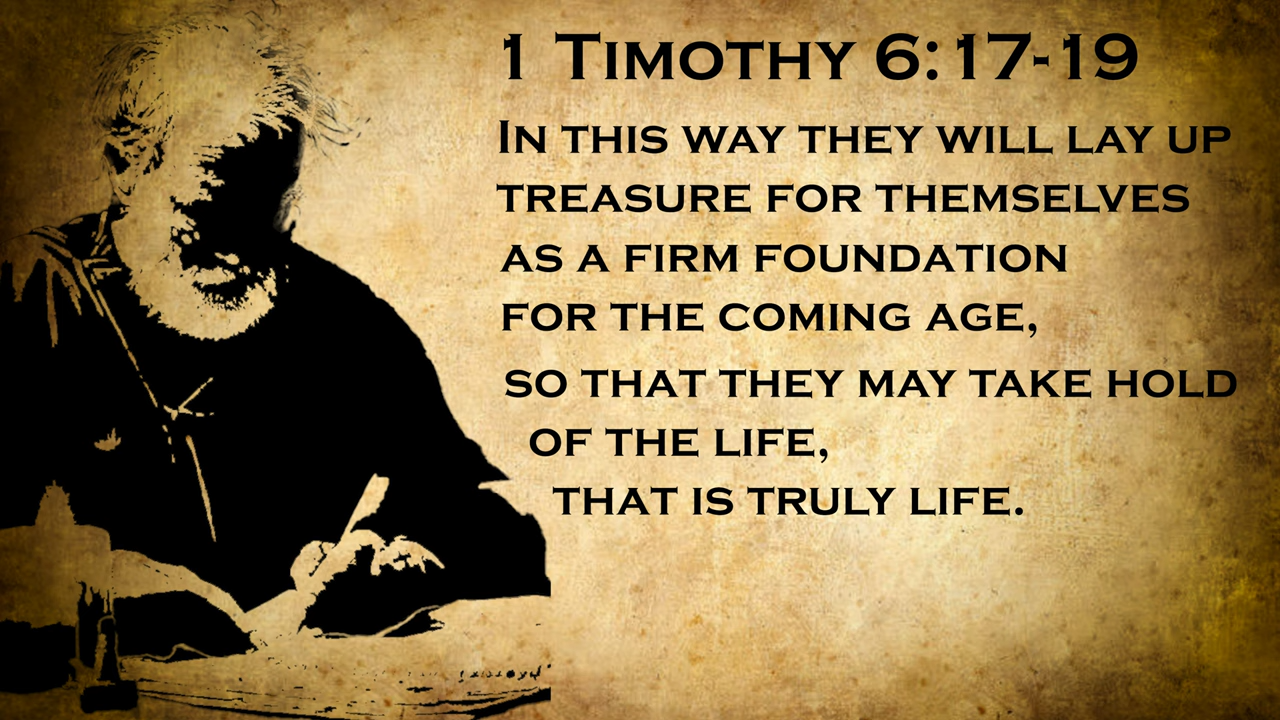 1 Timothy 6:17-19
In this way they will lay up
treasure for themselves
as a firm foundation
for the coming age,
so that they may take hold
of the life,
that is truly life.